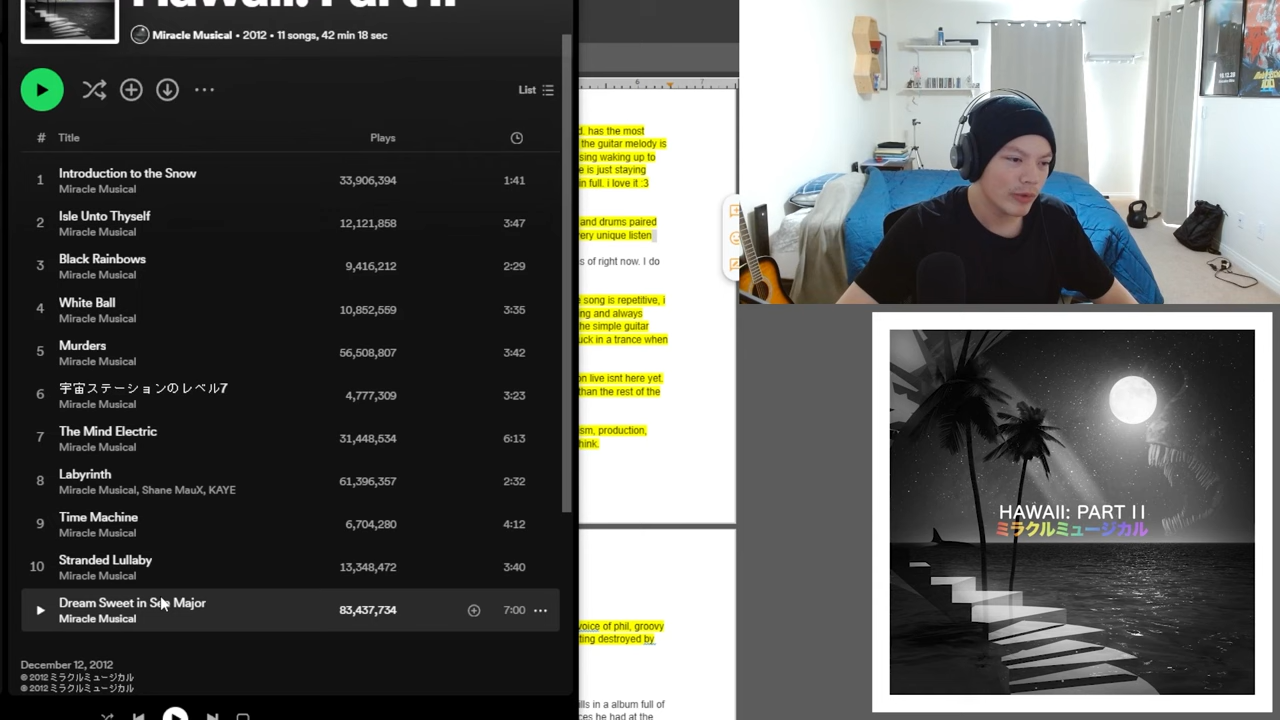 Hawaii: Part II
Miracle Musical • 2012 • 11 songs, 42 min 18 sec
List
# Title Plays
1 Introduction to the Snow 33,906,394 1:41
Miracle Musical
2 Isle Unto Thyself 12,121,858 3:47
Miracle Musical
3 Black Rainbows 9,416,212 2:29
Miracle Musical
4 White Ball 10,852,559 3:35
Miracle Musical
5 Murders 56,508,807 3:42
Miracle Musical
6 宇宙ステーションのレベル7 4,777,309 3:23
Miracle Musical
7 The Mind Electric 31,448,534 6:13
Miracle Musical
8 Labyrinth 61,396,357 2:32
Miracle Musical, Shane MauX, KAYE
9 Time Machine 6,704,280 4:12
Miracle Musical
10 Stranded Lullaby 13,348,472 3:40
Miracle Musical
Dream Sweet in Sea Major 83,437,734 7:00
Miracle Musical
December 12, 2012
© 2012 ミラクルミュージカル
℗ 2012 ミラクルミュージカル
6 7
d. has the most
the guitar melody is
sing waking up to
e is just staying
in full. i love it :3
and drums paired
very unique listen
s of right now. I do
song is repetitive, i
ng and always
he simple guitar
uck in a trance when
on live isnt here yet.
than the rest of the
sm, production,
hink.
voice of phil, groovy
ting destroyed by
ills in a album full of
ces he had at the
HAWAII: PART II
ミラクルミュージカル